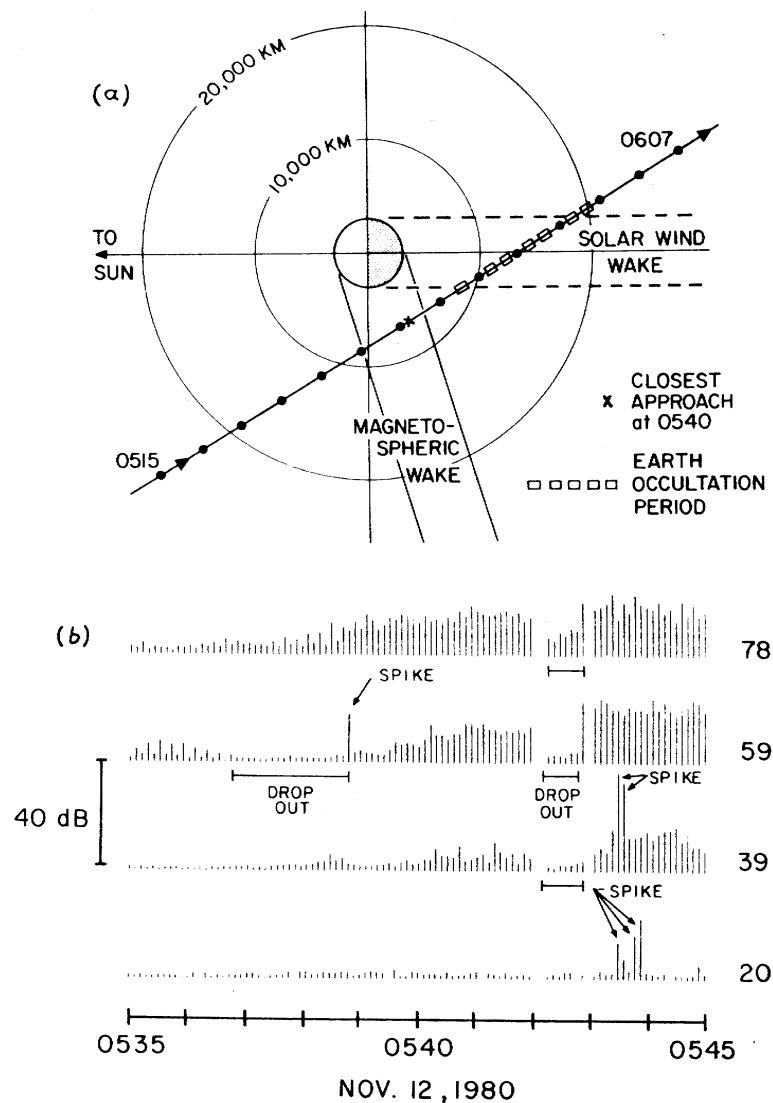 (a)
20,000 KM
10,000 KM
0607
TO
SUN
SOLAR WIND
WAKE
MAGNETO-
SPHERIC
WAKE
0515
x CLOSEST
APPROACH
at 0540
EARTH
OCCULTATION
PERIOD
(b)
78
SPIKE
59
DROP
OUT
DROP
OUT
SPIKE
40 dB
39
SPIKE
20
0535
0540
0545
NOV. 12, 1980